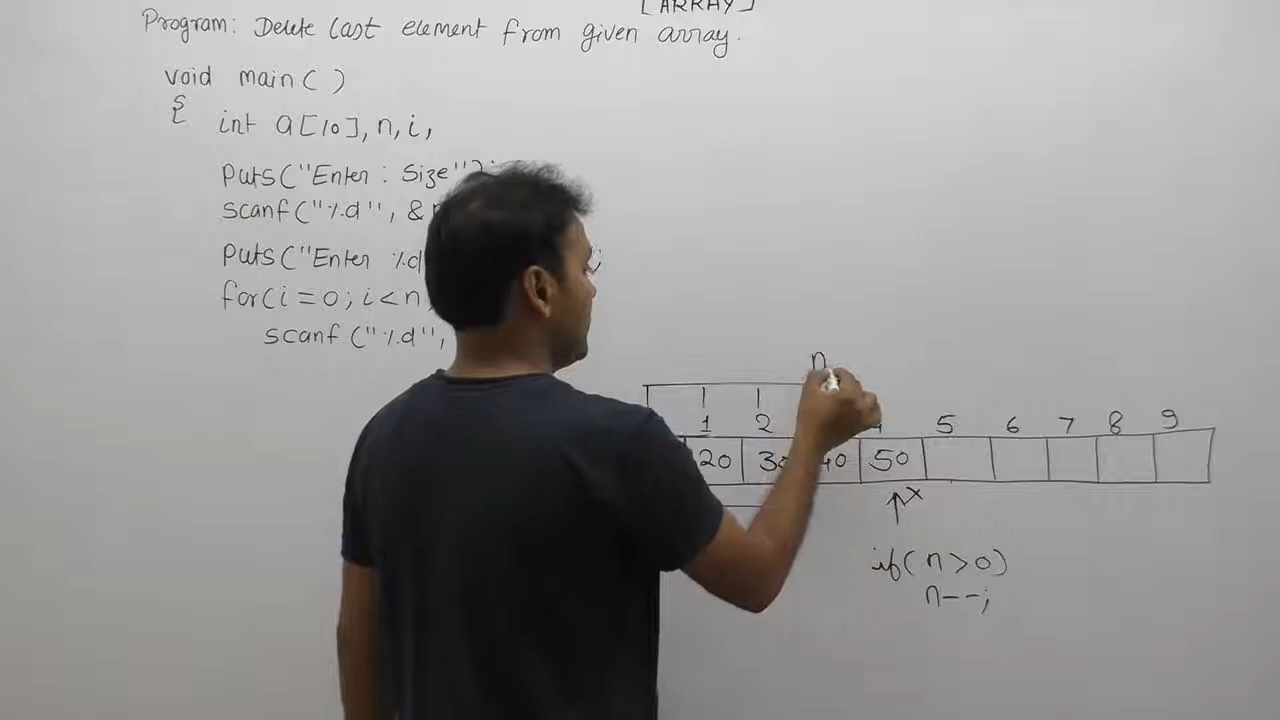 [ARRAY]
Program: Delete last element from given array.
void main( )
{ int a[10], n, i,
puts("Enter : Size");
scanf("%d", &
puts("Enter %d ;
for(i=0; i<n
scanf("%d",
n
1 2 4 5 6 7 8 9
20 30 40 50
x
if(n>0)
n--;